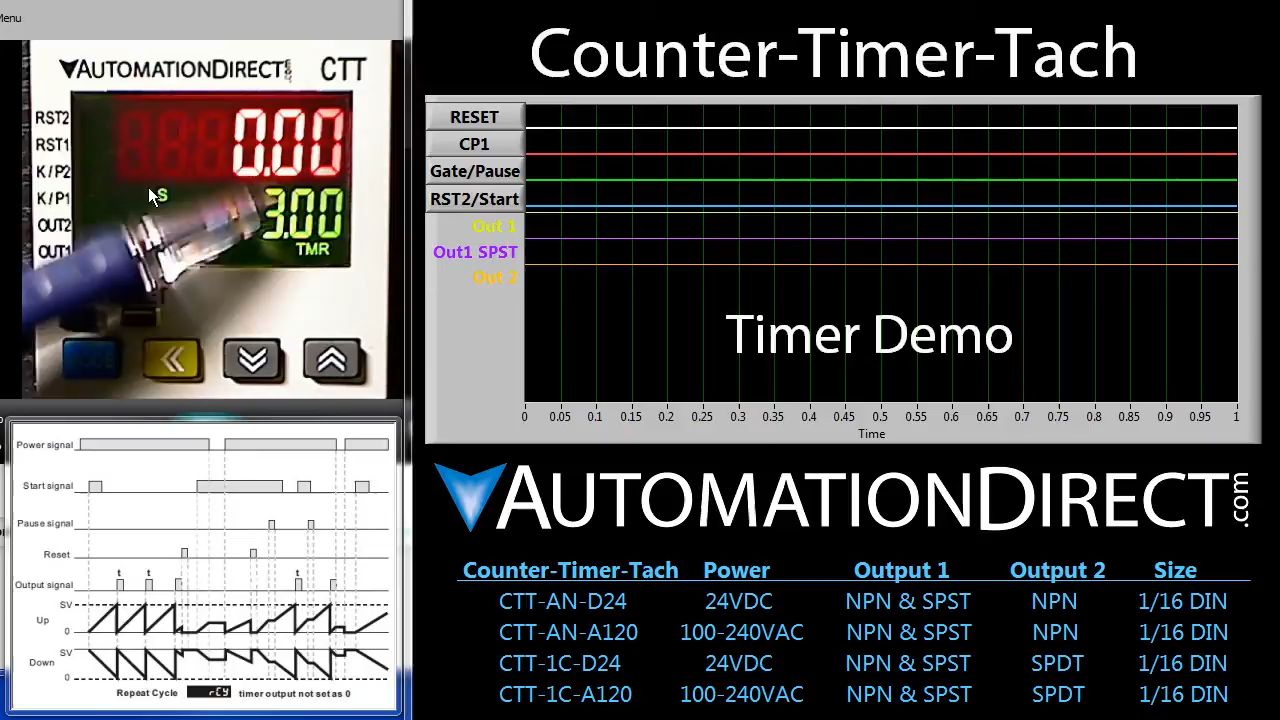 Menu
AUTOMATIONDIRECT.com CTT
RST2
RST1
K/P2
K/P1
OUT2
OUT1
0.00
S
3.00
TMR
Counter-Timer-Tach
RESET
CP1
Gate/Pause
RST2/Start
Out 1
Out1 SPST
Out 2
Timer Demo
0 0.05 0.1 0.15 0.2 0.25 0.3 0.35 0.4 0.45 0.5 0.55 0.6 0.65 0.7 0.75 0.8 0.85 0.9 0.95 1
Time
Power signal
Start signal
Pause signal
Reset
t t t
Output signal
SV
Up
0
SV
Down
0
Repeat Cycle rCY timer output not set as 0
AUTOMATIONDIRECT.com
Counter-Timer-Tach Power Output 1 Output 2 Size
CTT-AN-D24 24VDC NPN & SPST NPN 1/16 DIN
CTT-AN-A120 100-240VAC NPN & SPST NPN 1/16 DIN
CTT-1C-D24 24VDC NPN & SPST SPDT 1/16 DIN
CTT-1C-A120 100-240VAC NPN & SPST SPDT 1/16 DIN